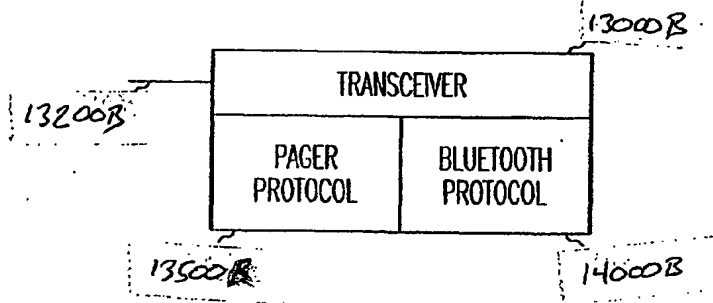 13000B
TRANSCEIVER
13200B
PAGER
PROTOCOL
BLUETOOTH
PROTOCOL
13500B
14000B